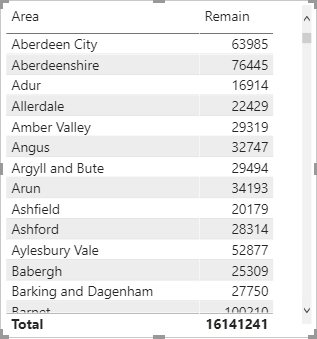 Area Remain
Aberdeen City 63985
Aberdeenshire 76445
Adur 16914
Allerdale 22429
Amber Valley 29319
Angus 32747
Argyll and Bute 29494
Arun 34193
Ashfield 20179
Ashford 28314
Aylesbury Vale 52877
Babergh 25309
Barking and Dagenham 27750
Barnet 100210
Total 16141241